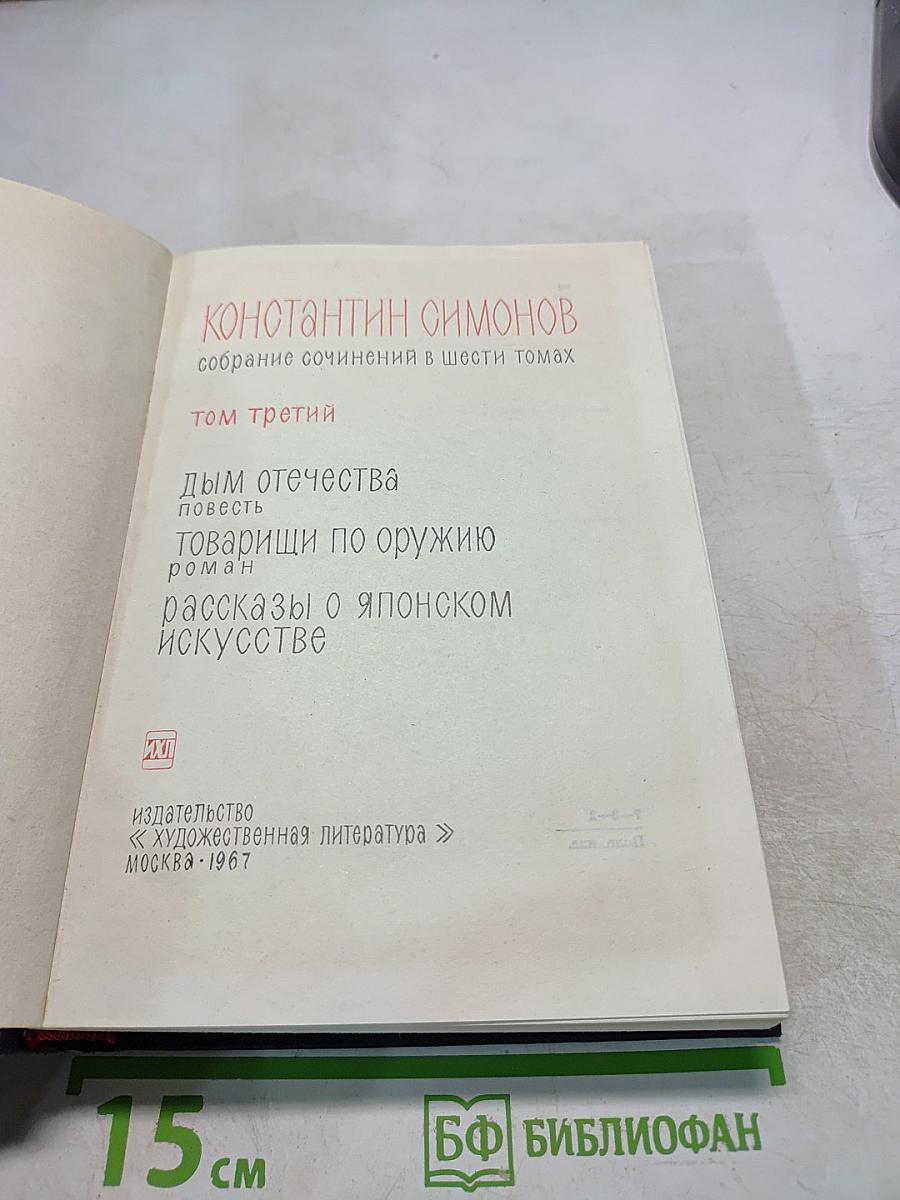 КОНСТАНТИН СИМОНОВ
СОБРАНИЕ СОЧИНЕНИЙ В ШЕСТИ ТОМАХ
ТОМ ТРЕТИЙ
ДЫМ ОТЕЧЕСТВА
ПОВЕСТЬ
ТОВАРИЩИ ПО ОРУЖИЮ
РОМАН
РАССКАЗЫ О ЯПОНСКОМ
ИСКУССТВЕ
ИХЛ
ИЗДАТЕЛЬСТВО
« ХУДОЖЕСТВЕННАЯ ЛИТЕРАТУРА »
МОСКВА · 1967
15 СМ
БФ БИБЛИОФАН